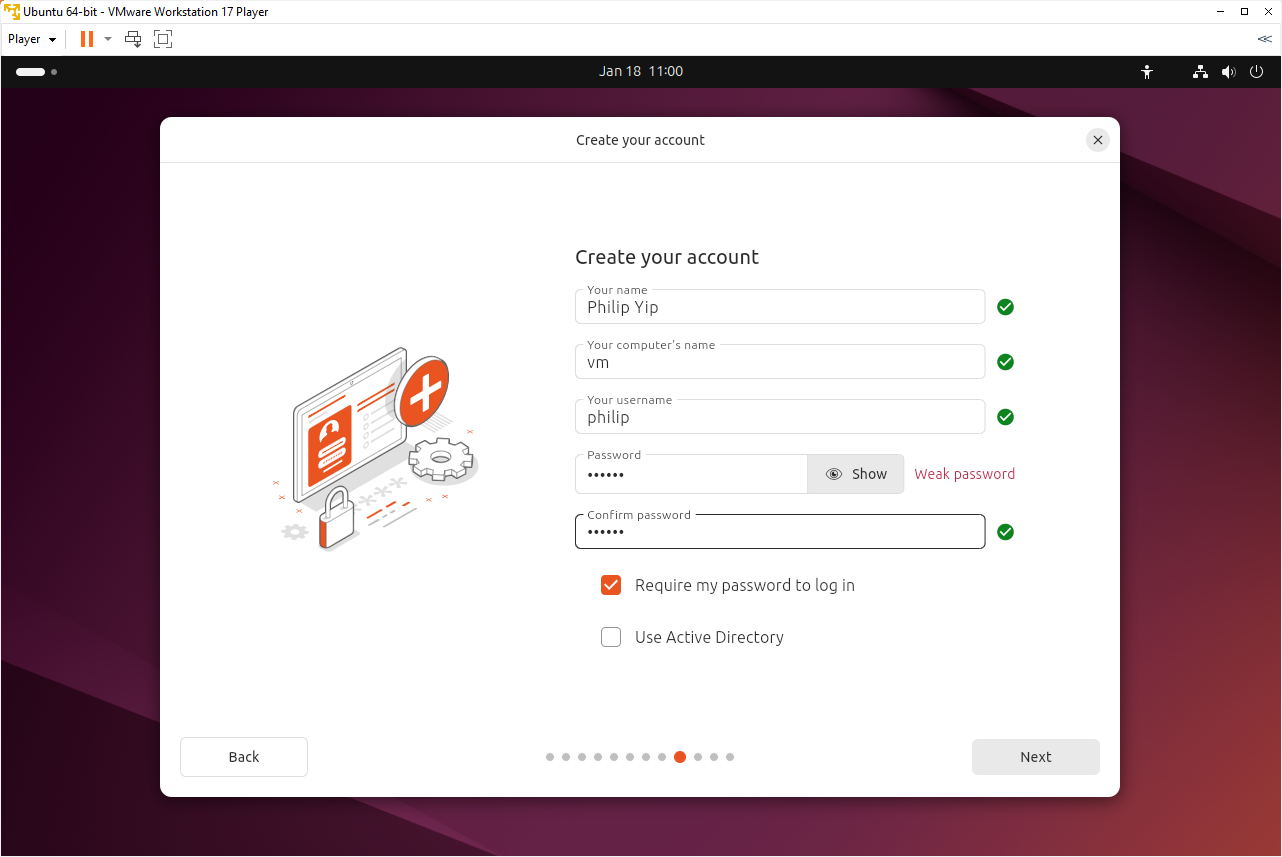 Ubuntu 64-bit - VMware Workstation 17 Player
Player
Jan 18 11:00
Create your account
Create your account
Your name
Philip Yip
Your computer's name
vm
Your username
philip
Password
••••••
Show
Weak password
Confirm password
••••••
Require my password to log in
Use Active Directory
Back
Next